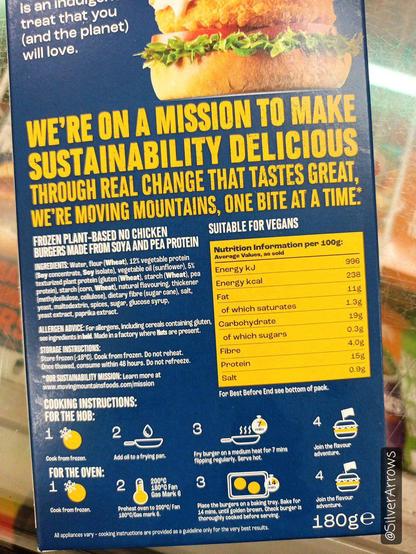 is an indulgent
treat that you
(and the planet)
will love.
WE'RE ON A MISSION TO MAKE
SUSTAINABILITY DELICIOUS
THROUGH REAL CHANGE THAT TASTES GREAT,
WE'RE MOVING MOUNTAINS, ONE BITE AT A TIME.*
FROZEN PLANT-BASED NO CHICKEN
BURGERS MADE FROM SOYA AND PEA PROTEIN
INGREDIENTS: Water, flour (Wheat), 12% vegetable protein
(Soy concentrate, Soy isolate), vegetable oil (sunflower), 5%
texturized plant protein (gluten (Wheat), starch (Wheat), pea
protein), starch (corn, Wheat), natural flavouring, thickener
(methylcellulose, cellulose), dietary fibre (sugar cane), salt,
yeast, maltodextrin, spices, sugar, glucose syrup,
yeast extract, paprika extract.
ALLERGEN ADVICE: For allergens, including cereals containing gluten,
see ingredients in bold. Made in a factory where Nuts are present.
STORAGE INSTRUCTIONS:
Store frozen (-18°C). Cook from frozen. Do not reheat.
Once thawed, consume within 48 hours. Do not refreeze.
*OUR SUSTAINABILITY MISSION: Learn more at
www.movingmountainsfoods.com/mission
SUITABLE FOR VEGANS
Nutrition Information per 100g:
Average Values, as sold
Energy kJ 996
Energy kcal 238
Fat 11g
of which saturates 1.3g
Carbohydrate 19g
of which sugars 0.3g
Fibre 4.0g
Protein 15g
Salt 0.9g
For Best Before End see bottom of pack.
COOKING INSTRUCTIONS:
FOR THE HOB:
1 2 3 7 4
Cook from frozen.
Add oil to a frying pan.
Fry burger on a medium heat for 7 mins
flipping regularly. Serve hot.
Join the
flavour
adventure.
FOR THE OVEN:
1 2 3 14 4
200°C
180°C Fan
Gas Mark 6
Cook from frozen.
Preheat oven to 200°C/ Fan
180°C/Gas mark 6.
Place the burgers on a baking tray. Bake for
14 mins, until golden brown. Check burger is
thoroughly cooked before serving.
Join the
flavour
adventure.
All appliances vary - cooking instructions are provided as a guideline only for the very best results.
180g℮
@SilverArrows